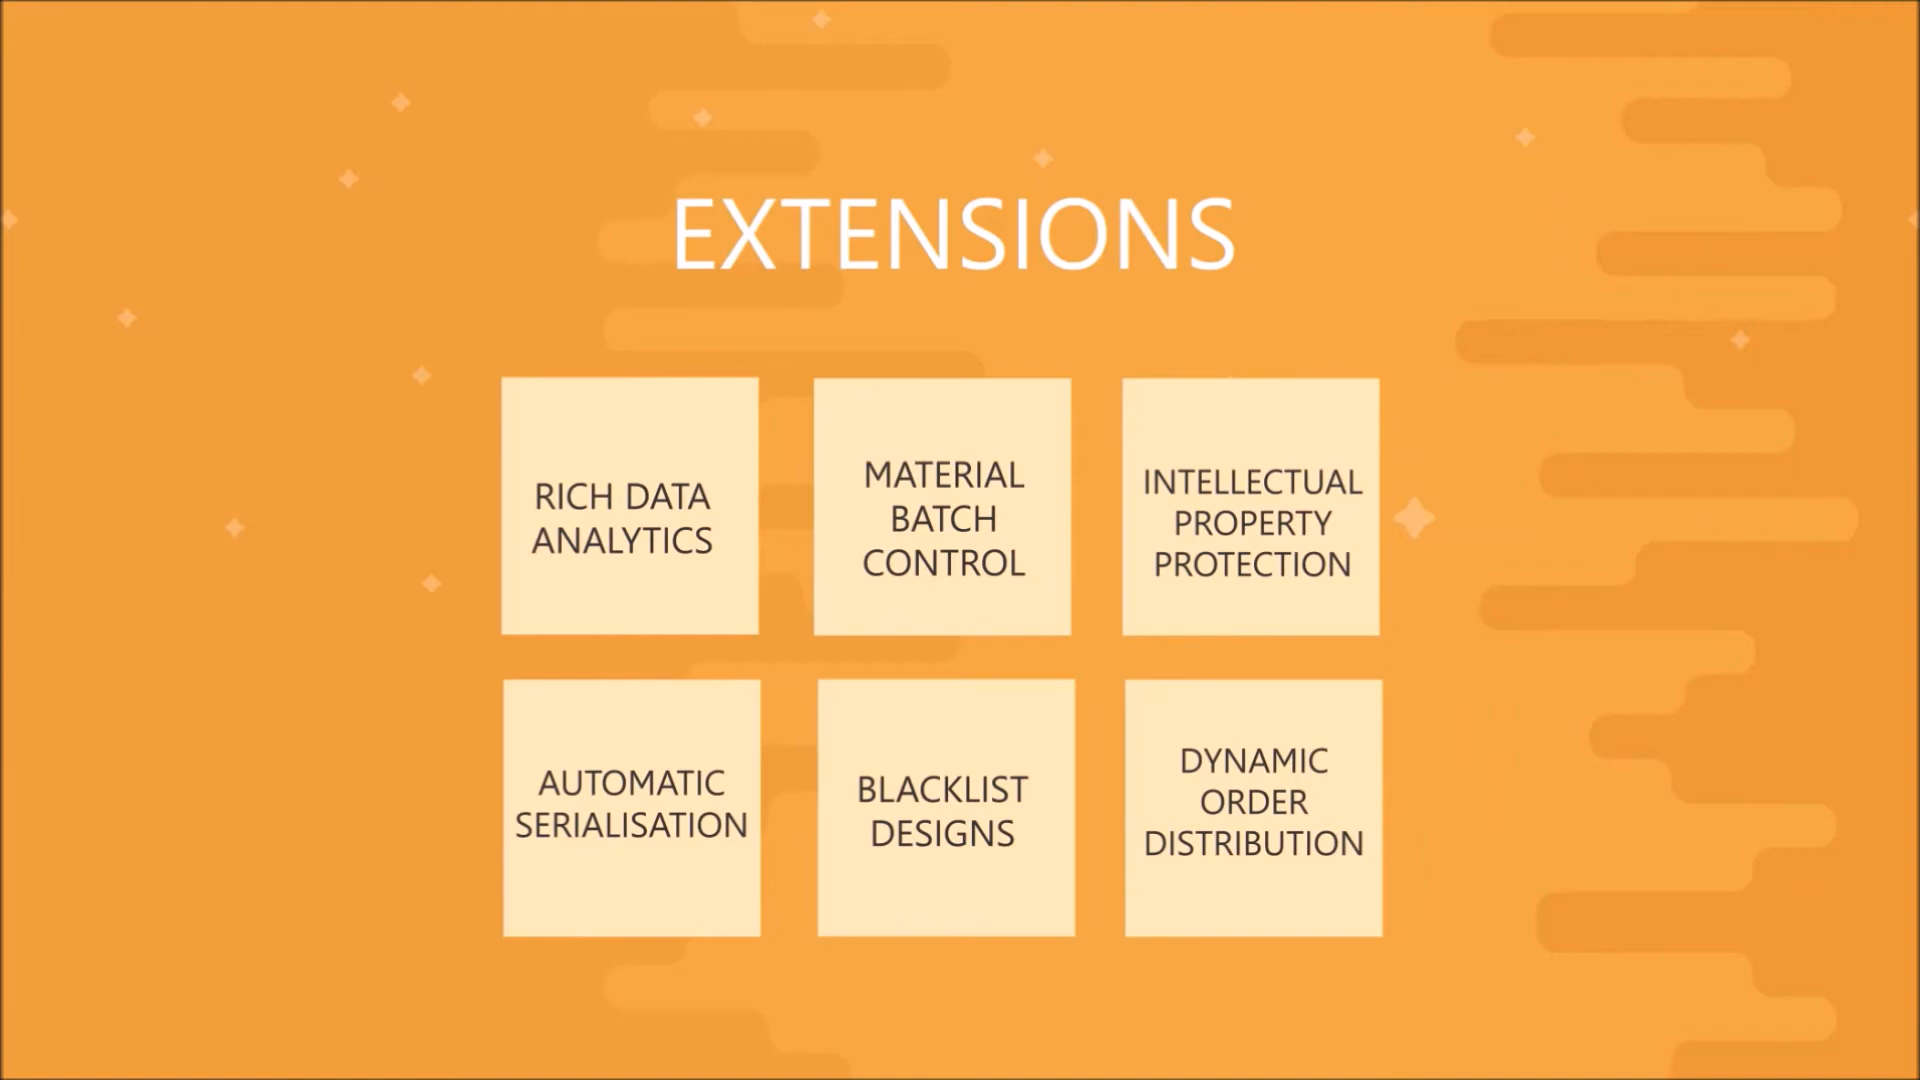 EXTENSIONS
RICH DATA
ANALYTICS
MATERIAL
BATCH
CONTROL
INTELLECTUAL
PROPERTY
PROTECTION
AUTOMATIC
SERIALISATION
BLACKLIST
DESIGNS
DYNAMIC
ORDER
DISTRIBUTION